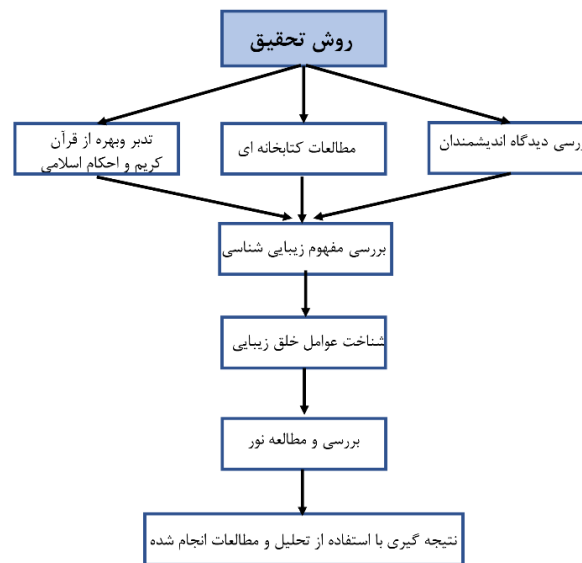 روش تحقیق
بررسی دیدگاه اندیشمندان
مطالعات کتابخانه ای
تدبر وبهره از قرآن
کریم و احکام اسلامی
بررسی مفهوم زیبایی شناسی
شناخت عوامل خلق زیبایی
بررسی و مطالعه نور
نتیجه گیری با استفاده از تحلیل و مطالعات انجام شده